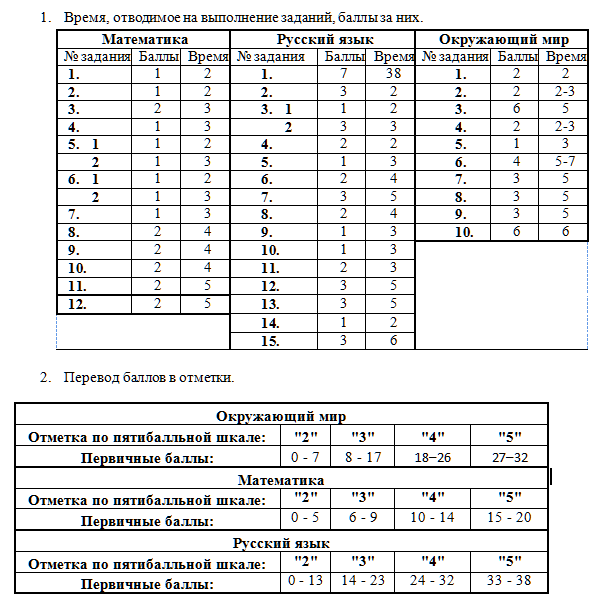 1. Время, отводимое на выполнение заданий, баллы за них.
Математика Русский язык Окружающий мир
№ задания Баллы Время № задания Баллы Время № задания Баллы Время
1. 1 2 1. 7 38 1. 2 2
2. 1 2 2. 3 2 2. 2 2-3
3. 2 3 3. 1 1 2 3. 6 5
4. 1 3 2 3 3 4. 2 2-3
5. 1 1 2 4. 2 2 5. 1 3
2 1 3 5. 1 3 6. 4 5-7
6. 1 1 2 6. 2 4 7. 3 5
2 1 3 7. 3 5 8. 3 5
7. 1 3 8. 2 4 9. 3 5
8. 2 4 9. 1 3 10. 6 6
9. 2 4 10. 1 3
10. 2 4 11. 2 3
11. 2 5 12. 3 5
12. 2 5 13. 3 5
14. 1 2
15. 3 6
2. Перевод баллов в отметки.
Окружающий мир
Отметка по пятибалльной шкале: "2" "3" "4" "5"
Первичные баллы: 0 - 7 8 - 17 18–26 27–32
Математика
Отметка по пятибалльной шкале: "2" "3" "4" "5"
Первичные баллы: 0 - 5 6 - 9 10 - 14 15 - 20
Русский язык
Отметка по пятибалльной шкале: "2" "3" "4" "5"
Первичные баллы: 0 - 13 14 - 23 24 - 32 33 - 38